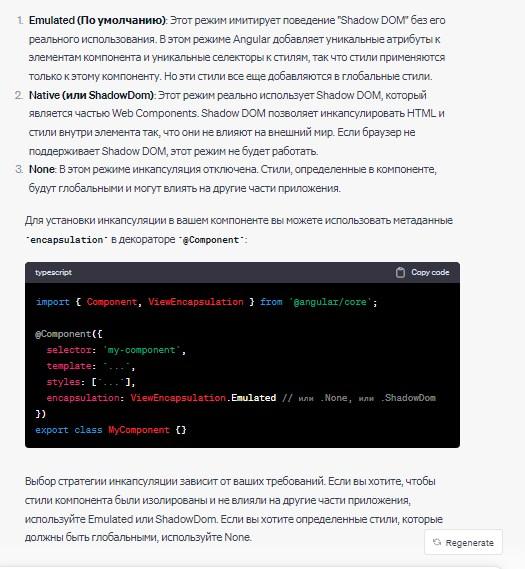 1. Emulated (По умолчанию): Этот режим имитирует поведение "Shadow DOM" без его
реального использования. В этом режиме Angular добавляет уникальные атрибуты к
элементам компонента и уникальные селекторы к стилям, так что стили применяются
только к этому компоненту. Но эти стили все еще добавляются в глобальные стили.
2. Native (или ShadowDom): Этот режим реально использует Shadow DOM, который
является частью Web Components. Shadow DOM позволяет инкапсулировать HTML и
стили внутри элемента так, что они не влияют на внешний мир. Если браузер не
поддерживает Shadow DOM, этот режим не будет работать.
3. None: В этом режиме инкапсуляция отключена. Стили, определенные в компоненте,
будут глобальными и могут влиять на другие части приложения.
Для установки инкапсуляции в вашем компоненте вы можете использовать метаданные
`encapsulation` в декораторе `@Component`:
typescript Copy code
import { Component, ViewEncapsulation } from '@angular/core';
@Component({
selector: 'my-component',
template: `...`,
styles: [`...`],
encapsulation: ViewEncapsulation.Emulated // или .None, или .ShadowDom
})
export class MyComponent {}
Выбор стратегии инкапсуляции зависит от ваших требований. Если вы хотите, чтобы
стили компонента были изолированы и не влияли на другие части приложения,
используйте Emulated или ShadowDom. Если вы хотите определенные стили, которые
должны быть глобальными, используйте None.
Regenerate